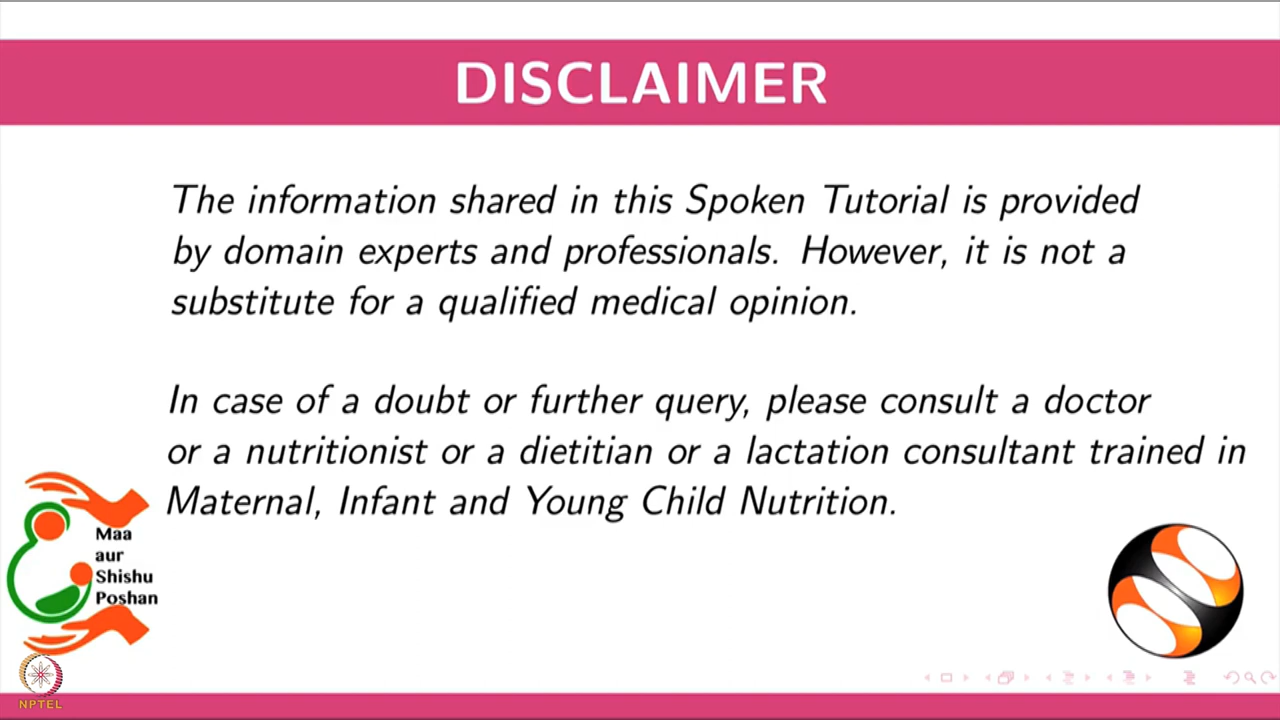 DISCLAIMER
The information shared in this Spoken Tutorial is provided
by domain experts and professionals. However, it is not a
substitute for a qualified medical opinion.
In case of a doubt or further query, please consult a doctor
or a nutritionist or a dietitian or a lactation consultant trained in
Maternal, Infant and Young Child Nutrition.
Maa
aur
Shishu
Poshan
NPTEL